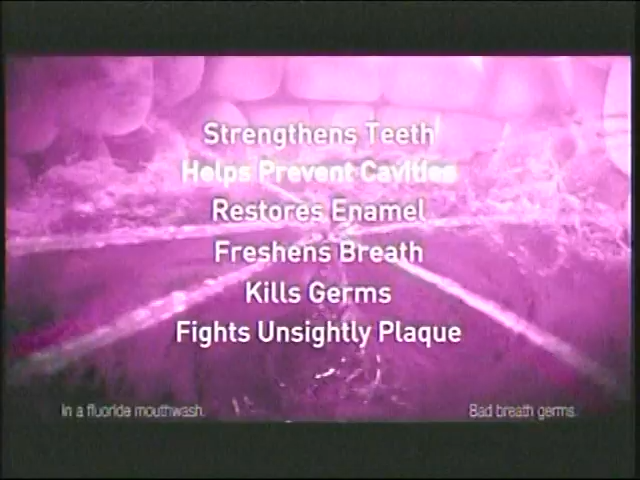 Strengthens Teeth
Helps Prevent Cavities
Restores Enamel
Freshens Breath
Kills Germs
Fights Unsightly Plaque
In a fluoride mouthwash.
Bad breath germs.